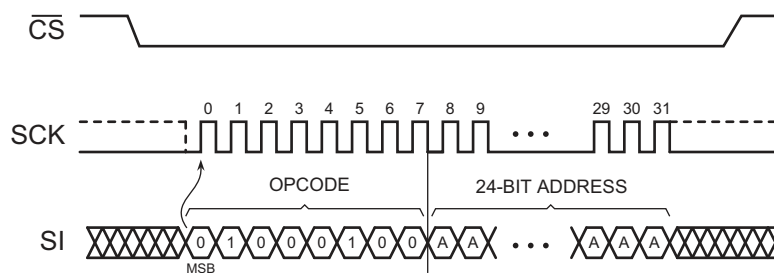 CS
0 1 2 3 4 5 6 7 8 9 29 30 31
SCK
OPCODE 24-BIT ADDRESS
SI 0 1 0 0 0 1 0 0 A A A A A
MSB